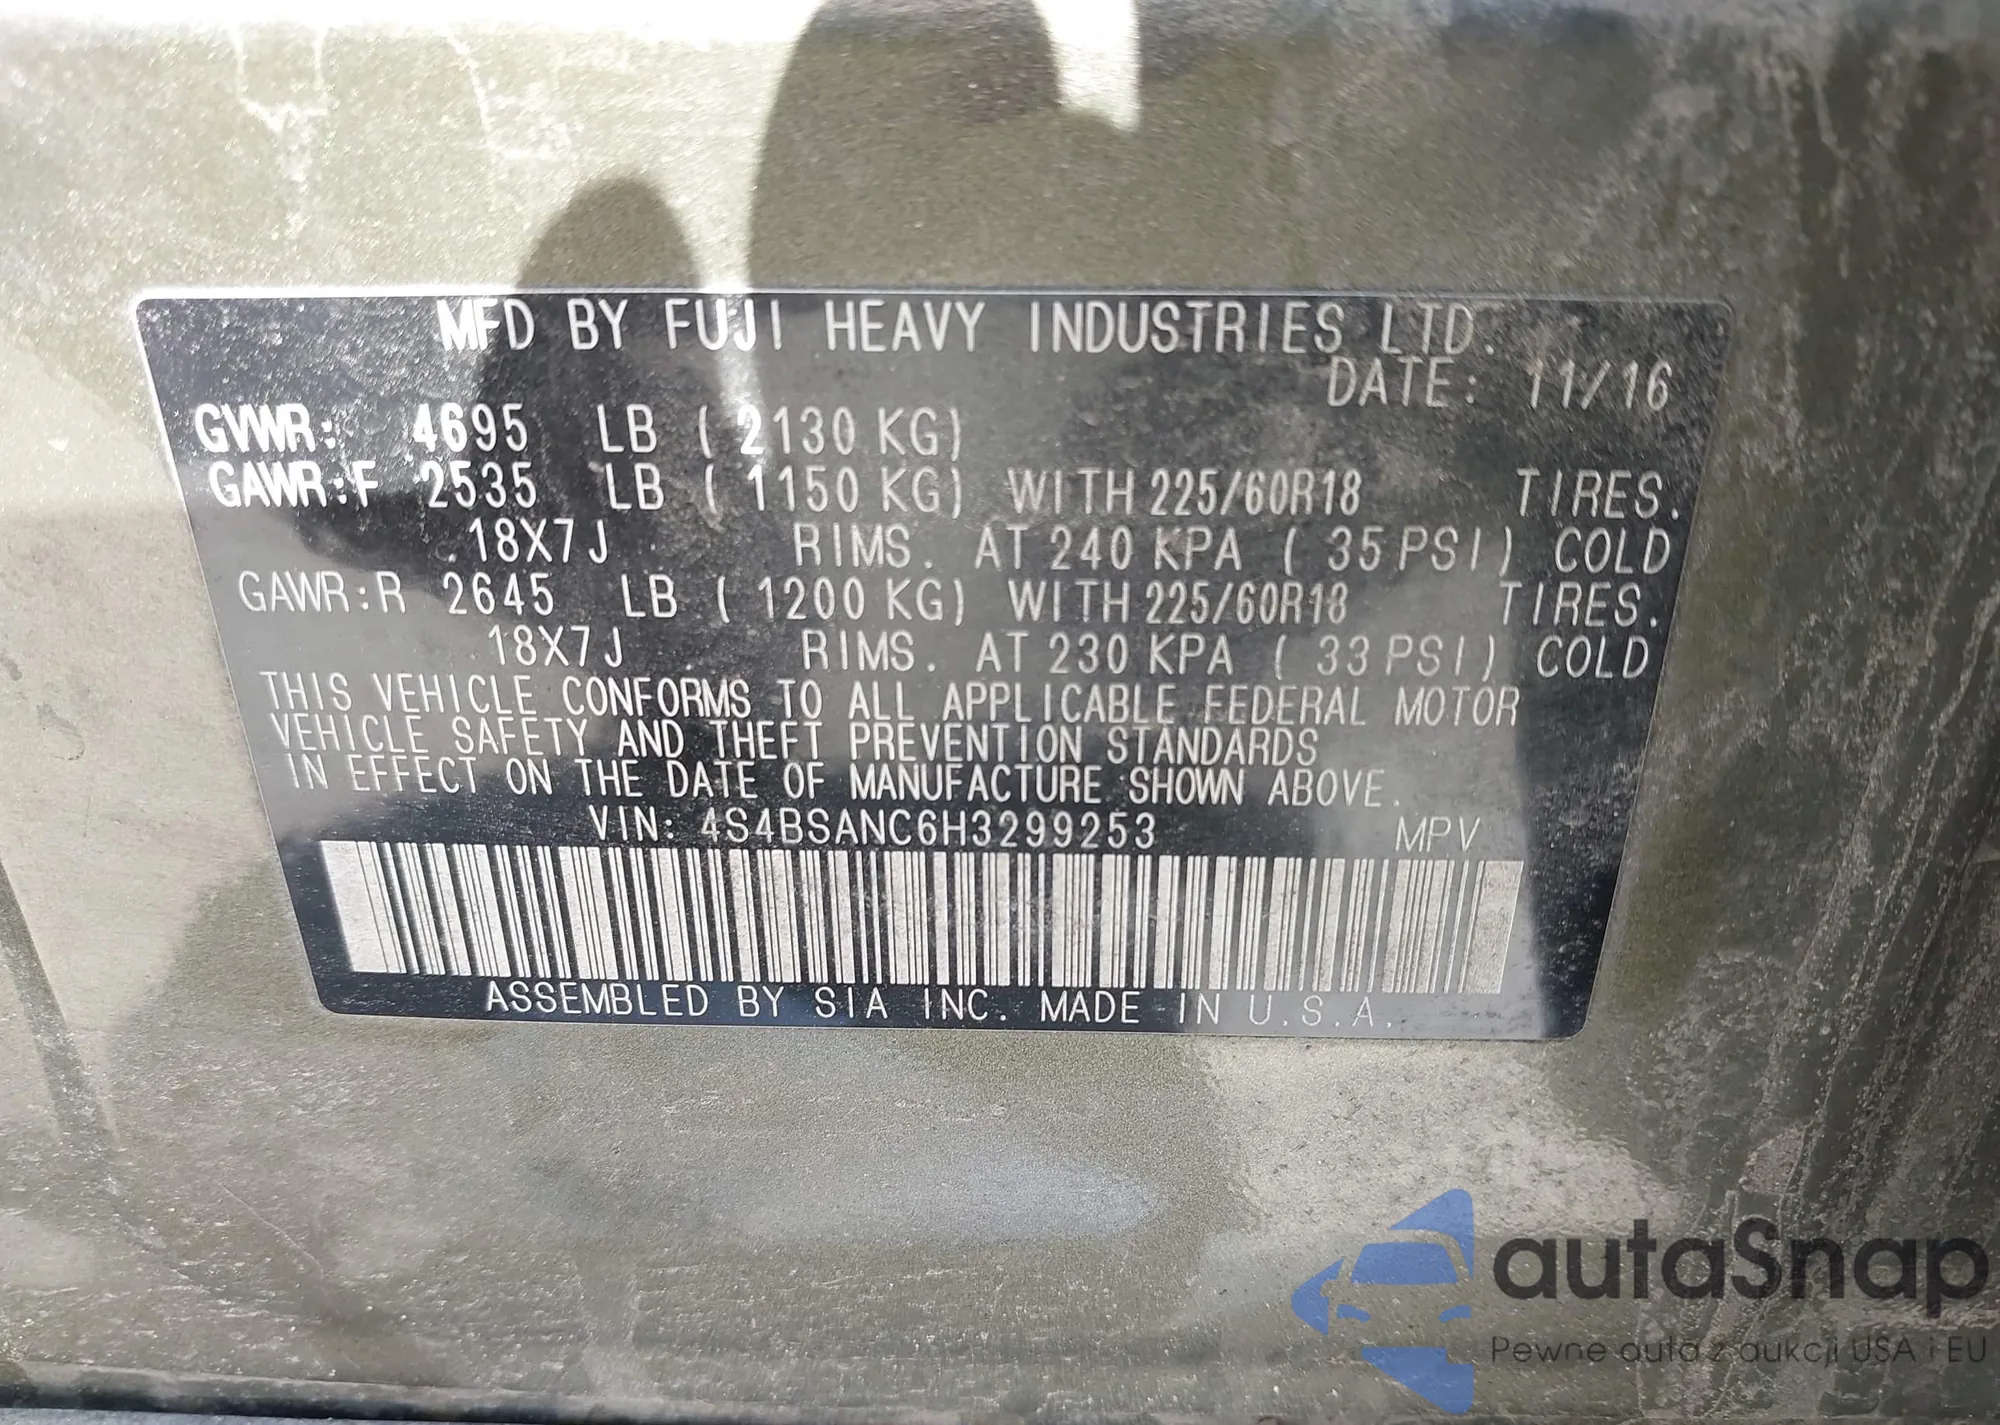 MFD BY FUJI HEAVY INDUSTRIES LTD.
DATE: 11/16
GVWR: 4695 LB ( 2130 KG)
GAWR:F 2535 LB ( 1150 KG) WITH 225/60R18 TIRES.
18X7J RIMS. AT 240 KPA ( 35 PSI) COLD
GAWR:R 2645 LB ( 1200 KG) WITH 225/60R18 TIRES.
18X7J RIMS. AT 230 KPA ( 33 PSI) COLD
THIS VEHICLE CONFORMS TO ALL APPLICABLE FEDERAL MOTOR
VEHICLE SAFETY AND THEFT PREVENTION STANDARDS
IN EFFECT ON THE DATE OF MANUFACTURE SHOWN ABOVE.
VIN: 4S4BSANC6H3299253 MPV
ASSEMBLED BY SIA INC. MADE IN U.S.A.
autaSnap
Pewne auta z aukcji USA i EU